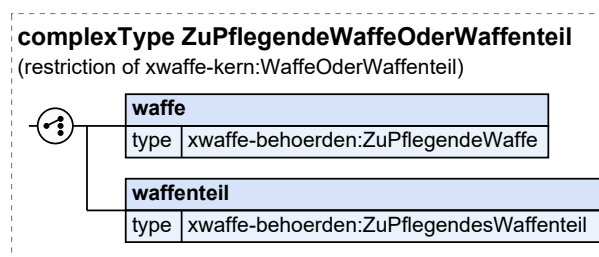 complexType ZuPflegendeWaffeOderWaffenteil
(restriction of xwaffe-kern:WaffeOderWaffenteil)
waffe
type xwaffe-behoerden:ZuPflegendeWaffe
waffenteil
type xwaffe-behoerden:ZuPflegendesWaffenteil